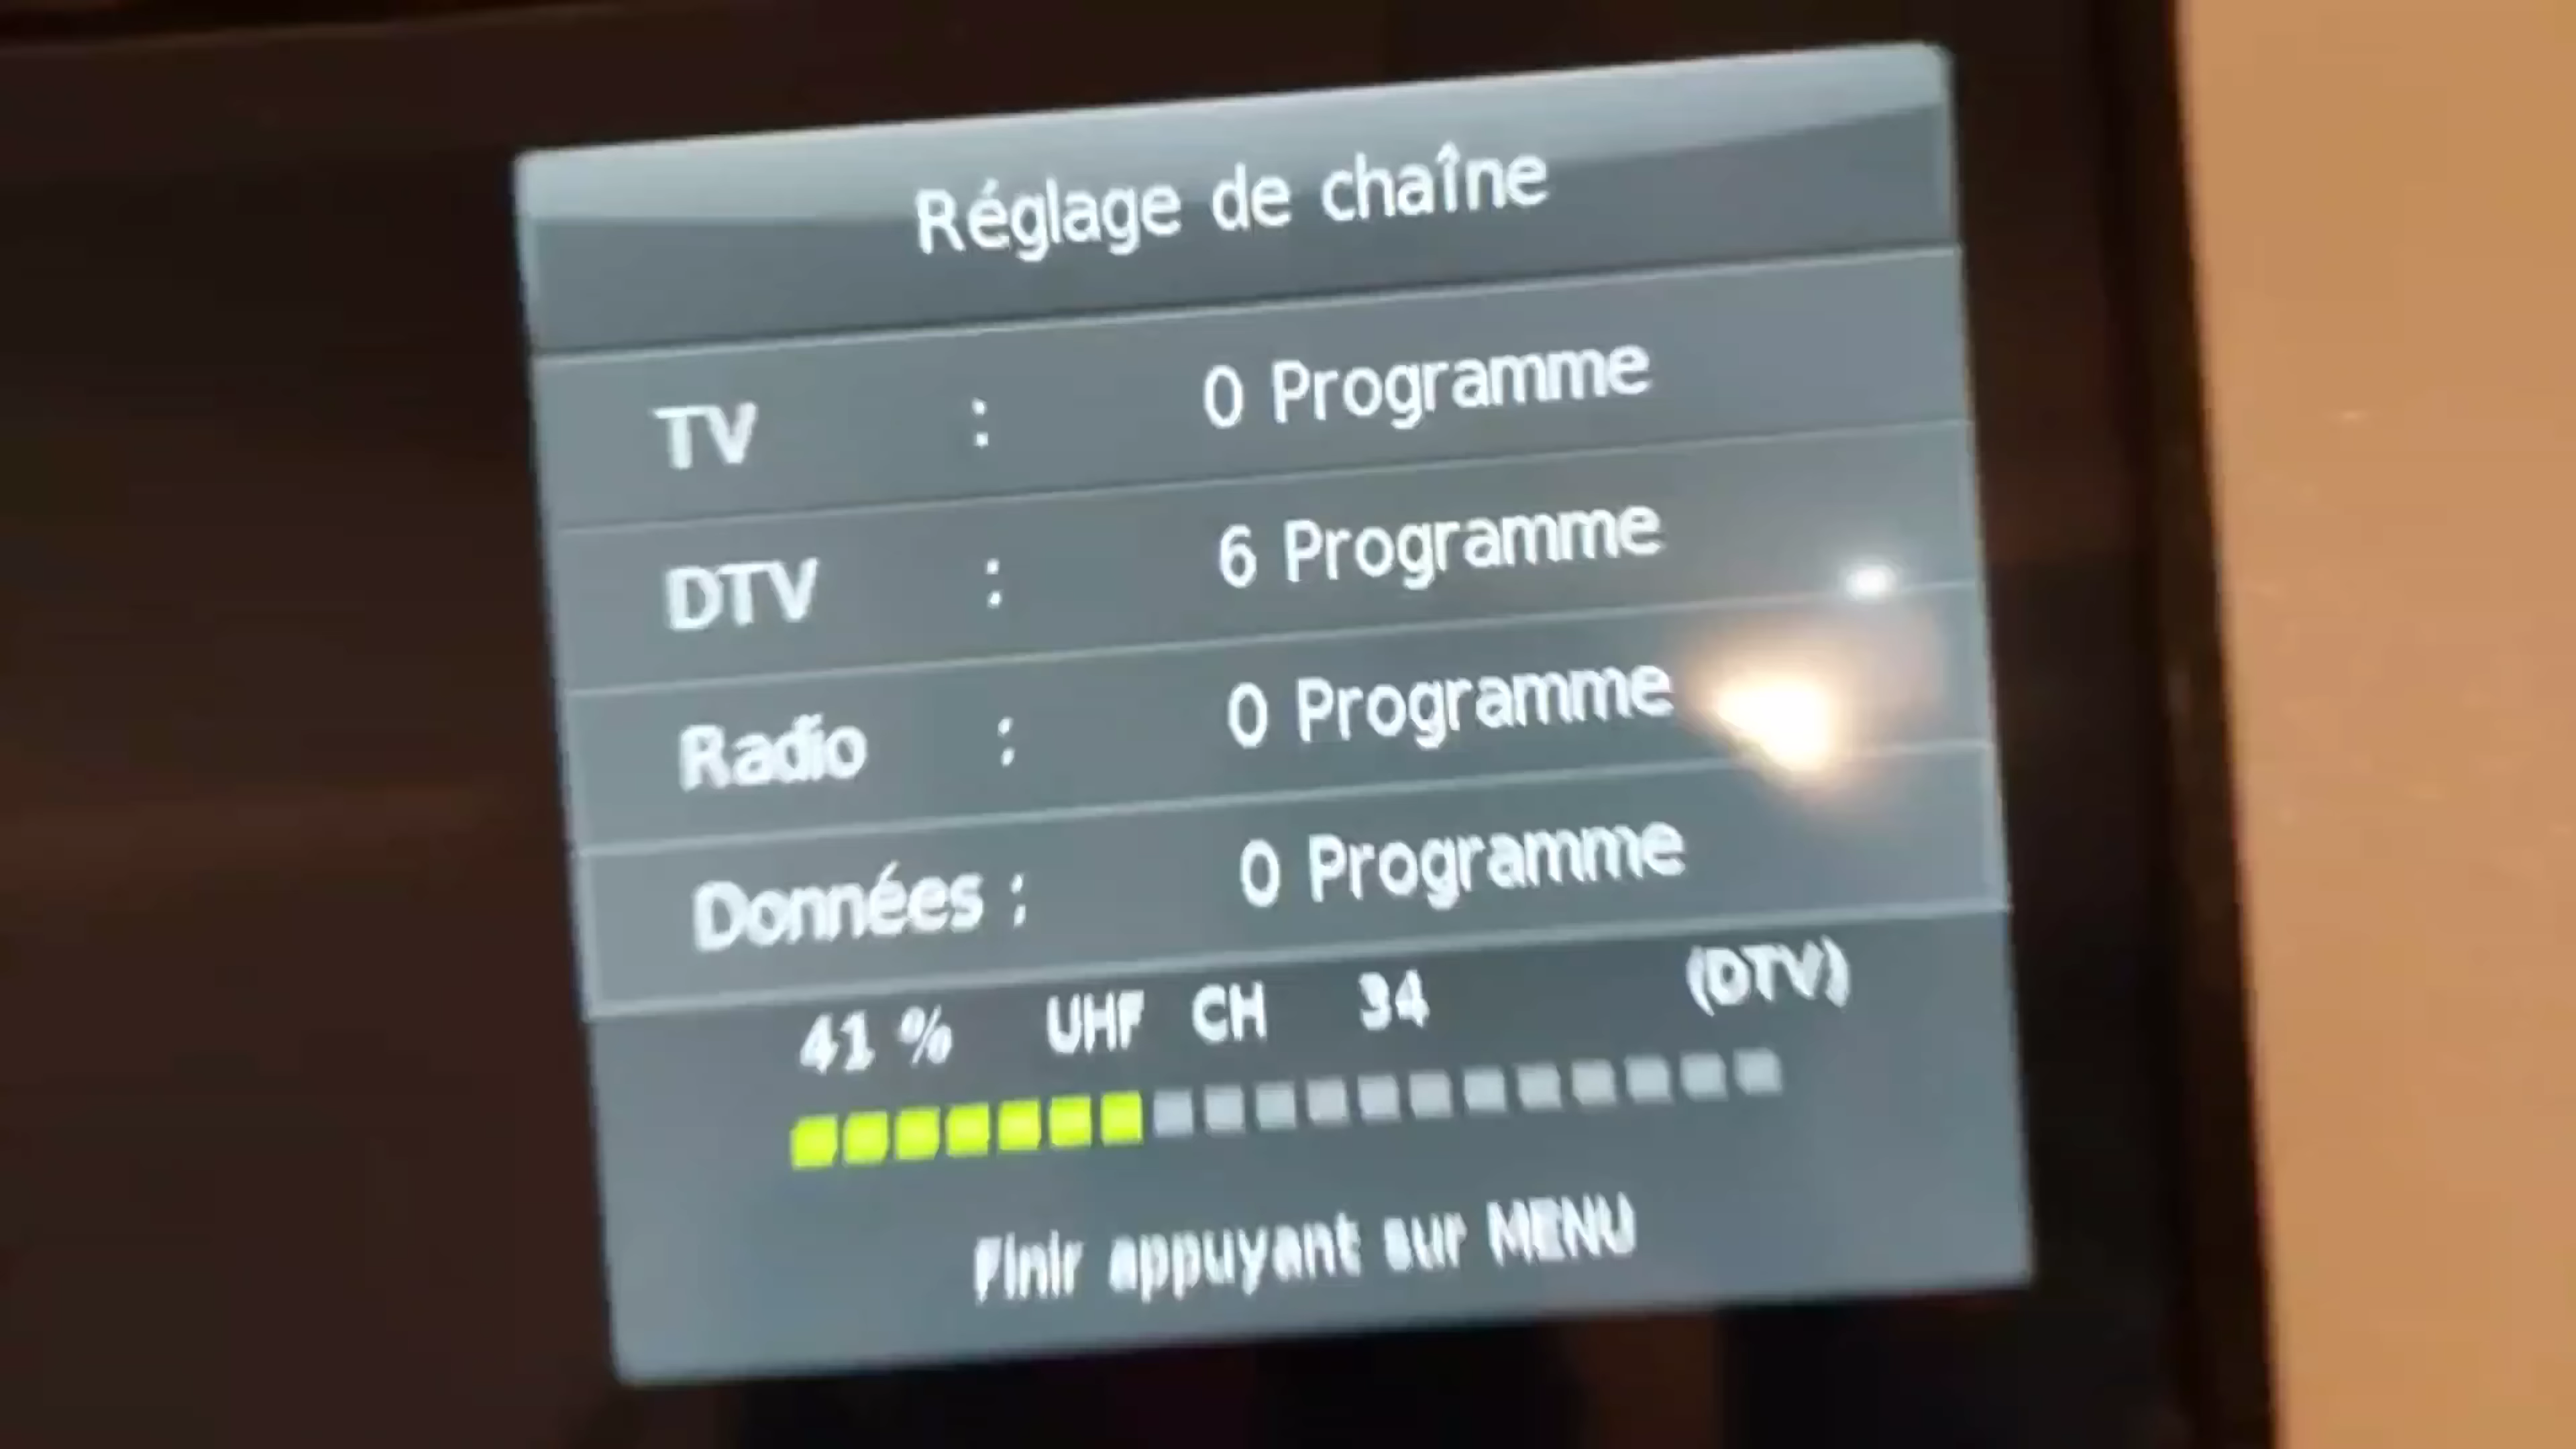 Réglage de chaîne
TV : 0 Programme
DTV : 6 Programme
Radio : 0 Programme
Données : 0 Programme
41 % UHF CH 34 (DTV)
Finir appuyant sur MENU